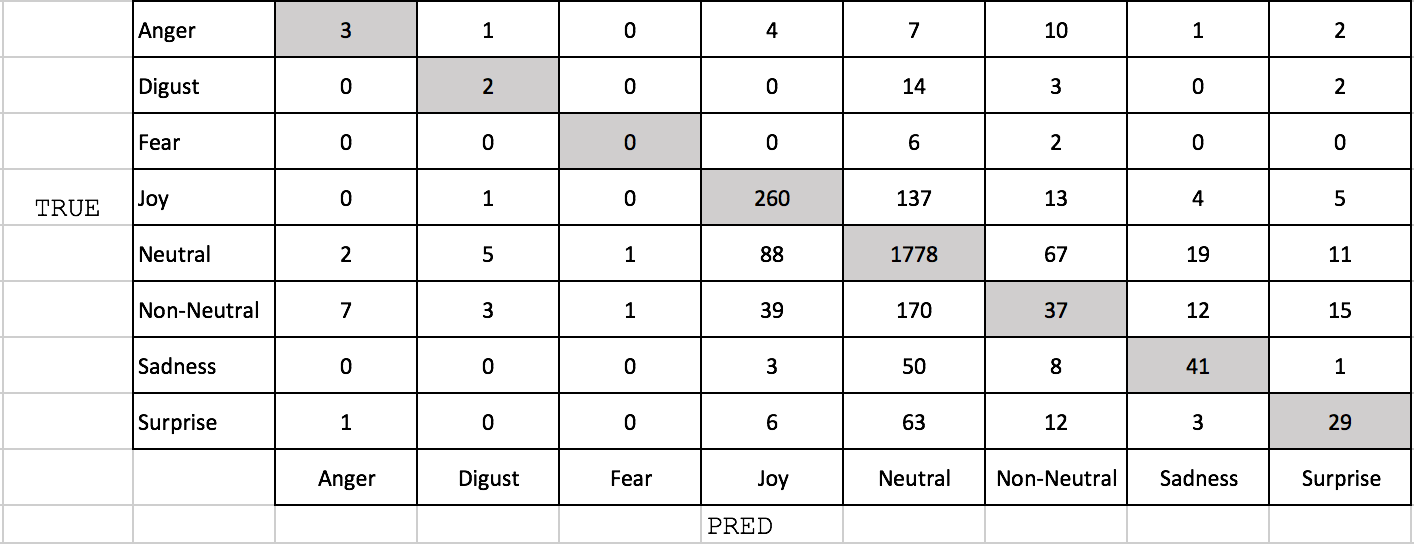 Anger 3 1 0 4 7 10 1 2
Digust 0 2 0 0 14 3 0 2
Fear 0 0 0 0 6 2 0 0
TRUE Joy 0 1 0 260 137 13 4 5
Neutral 2 5 1 88 1778 67 19 11
Non-Neutral 7 3 1 39 170 37 12 15
Sadness 0 0 0 3 50 8 41 1
Surprise 1 0 0 6 63 12 3 29
Anger Digust Fear Joy Neutral Non-Neutral Sadness Surprise
PRED